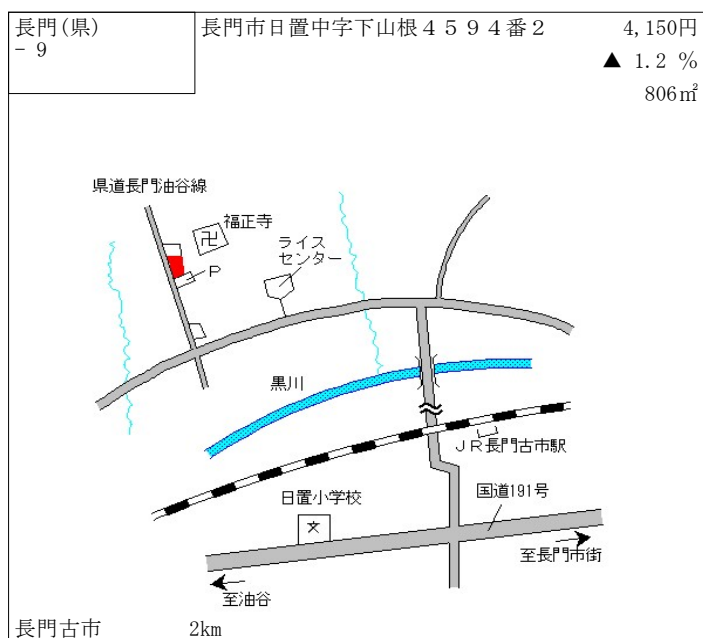 長門(県)
- 9
長門市日置中字下山根４５９４番２
4,150円
▲ 1.2 %
806㎡
県道長門油谷線
福正寺
卍
ライス
センター
P
黒川
JR長門古市駅
日置小学校
文
国道191号
至長門市街
至油谷
長門古市 2km